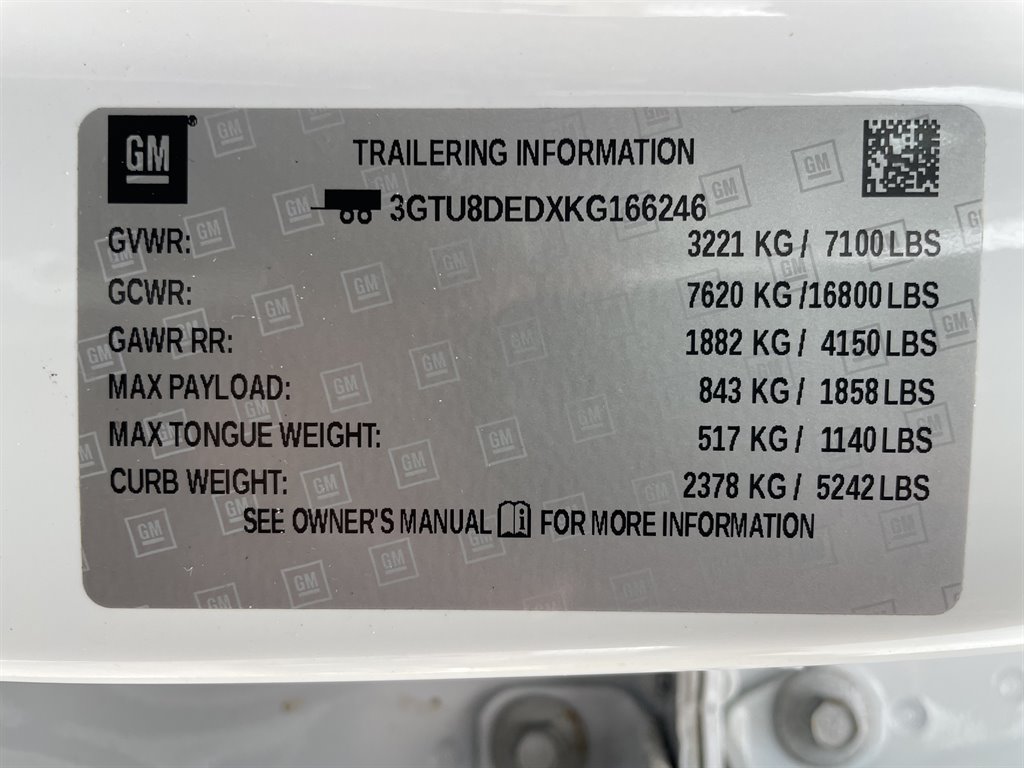 GM®
TRAILERING INFORMATION
3GTU8DEDXKG166246
GVWR: 3221 KG / 7100 LBS
GCWR: 7620 KG /16800 LBS
GAWR RR: 1882 KG / 4150 LBS
MAX PAYLOAD: 843 KG / 1858 LBS
MAX TONGUE WEIGHT: 517 KG / 1140 LBS
CURB WEIGHT: 2378 KG / 5242 LBS
SEE OWNER'S MANUAL i FOR MORE INFORMATION